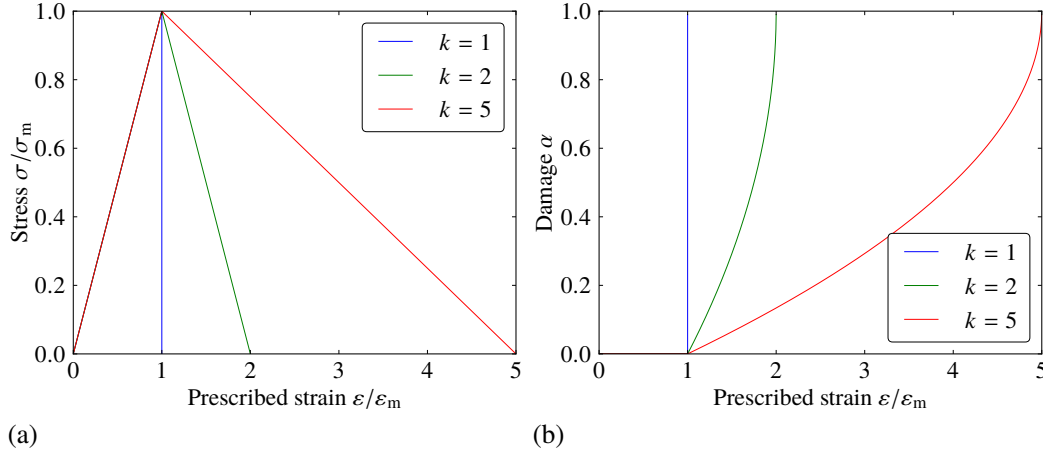 1.0
0.8
0.6
0.4
0.2
0.0
Stress σ/σm
k = 1
k = 2
k = 5
0 1 2 3 4 5
Prescribed strain ε/εm
(a)
1.0
0.8
0.6
0.4
0.2
0.0
Damage α
k = 1
k = 2
k = 5
0 1 2 3 4 5
Prescribed strain ε/εm
(b)